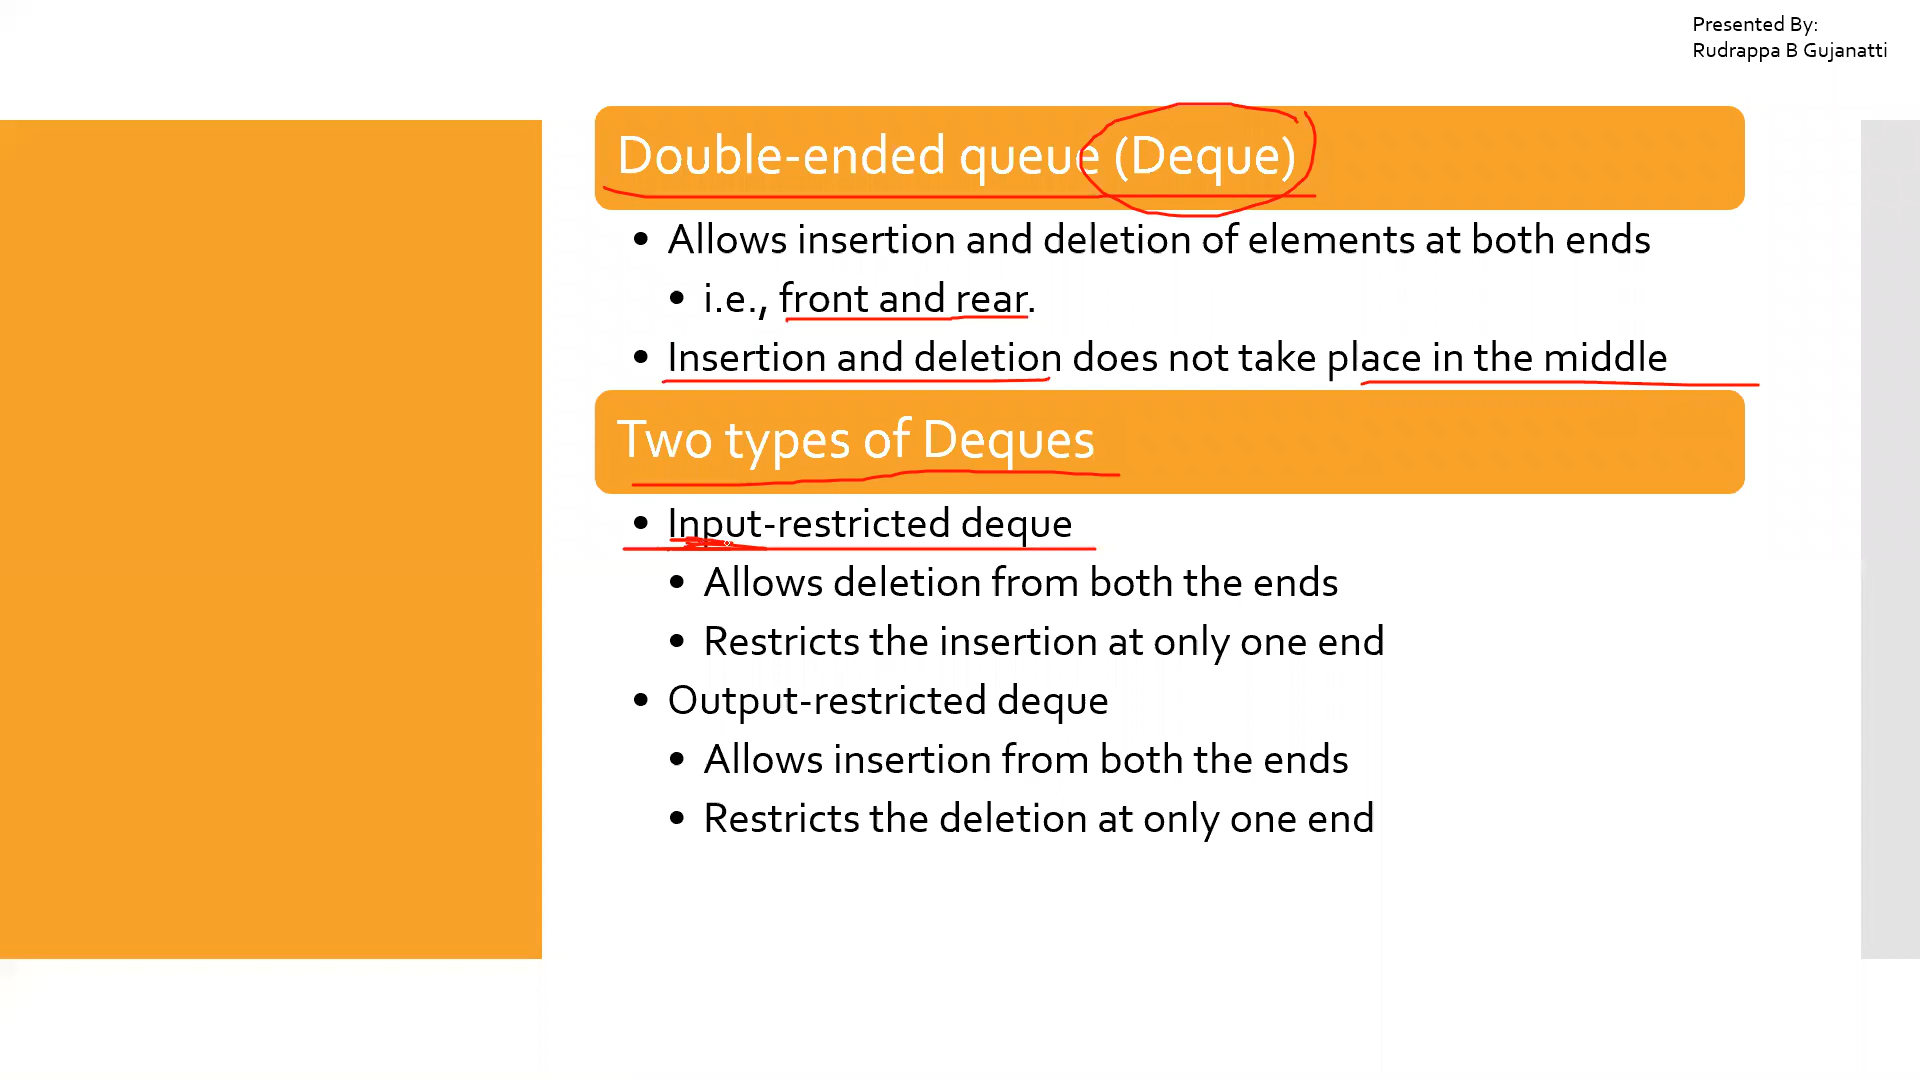 Presented By:
Rudrappa B Gujanatti
Double-ended queue (Deque)
• Allows insertion and deletion of elements at both ends
• i.e., front and rear.
• Insertion and deletion does not take place in the middle
Two types of Deques
• Input-restricted deque
• Allows deletion from both the ends
• Restricts the insertion at only one end
• Output-restricted deque
• Allows insertion from both the ends
• Restricts the deletion at only one end